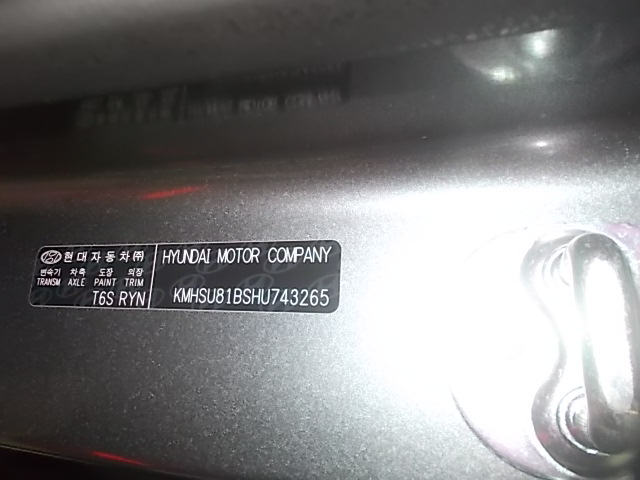 현대자동차㈜
변속기 차축 도장 의장
TRANSM AXLE PAINT TRIM
T6S RYN
HYUNDAI MOTOR COMPANY
KMHSU81BSHU743265